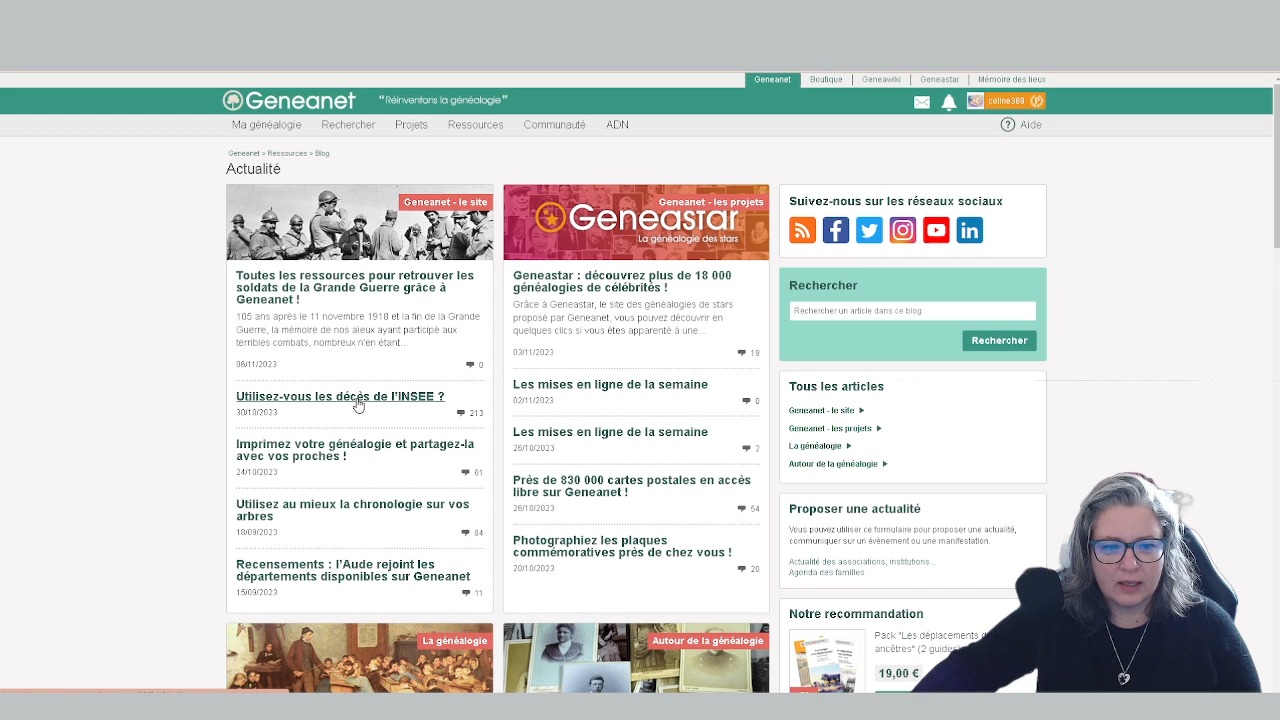 Geneanet
Boutique
Geneawiki
Geneastar
Mémoire des lieux
Geneanet
"Réinventons la généalogie"
celine369
Ma généalogie
Rechercher
Projets
Ressources
Communauté
ADN
Aide
Geneanet » Ressources » Blog
Actualité
Geneanet - le site
Toutes les ressources pour retrouver les
soldats de la Grande Guerre grâce à
Geneanet !
105 ans après le 11 novembre 1918 et la fin de la Grande
Guerre, la mémoire de nos aïeux ayant participé aux
terribles combats, nombreux n'en étant...
06/11/2023
0
Utilisez-vous les décès de l'INSEE ?
30/10/2023
213
Imprimez votre généalogie et partagez-la
avec vos proches !
24/10/2023
61
Utilisez au mieux la chronologie sur vos
arbres
18/09/2023
84
Recensements : l'Aude rejoint les
départements disponibles sur Geneanet
15/09/2023
11
La généalogie
Geneanet - les projets
Geneastar
La généalogie des stars
Geneastar : découvrez plus de 18 000
généalogies de célébrités !
Grâce à Geneastar, le site des généalogies de stars
proposé par Geneanet, vous pouvez découvrir en
quelques clics si vous êtes apparenté à une...
03/11/2023
19
Les mises en ligne de la semaine
02/11/2023
0
Les mises en ligne de la semaine
26/10/2023
2
Près de 830 000 cartes postales en accès
libre sur Geneanet !
26/10/2023
54
Photographiez les plaques
commémoratives près de chez vous !
20/10/2023
20
Autour de la généalogie
Suivez-nous sur les réseaux sociaux
Rechercher
Rechercher un article dans ce blog
Rechercher
Tous les articles
Geneanet - le site
Geneanet - les projets
La généalogie
Autour de la généalogie
Proposer une actualité
Vous pouvez utiliser ce formulaire pour proposer une actualité,
communiquer sur un évènement ou une manifestation.
Actualité des associations, institutions...
Agenda des familles
Notre recommandation
Pack "Les déplacements
ancêtres" (2 guides)
19,00 €